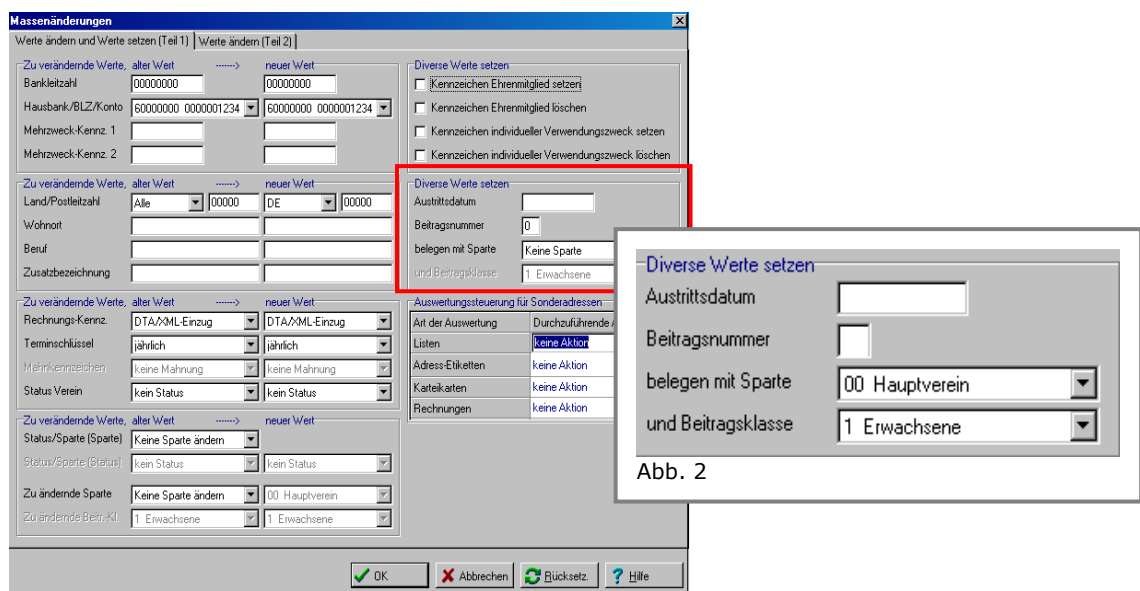 Massenänderungen
Werte ändern und Werte setzen (Teil 1) Werte ändern (Teil 2)
Zu verändernde Werte, alter Wert ------> neuer Wert
Bankleitzahl 00000000 00000000
Hausbank/BLZ/Konto 60000000 0000001234 60000000 0000001234
Mehrzweck-Kennz. 1
Mehrzweck-Kennz. 2
Diverse Werte setzen
Kennzeichen Ehrenmitglied setzen
Kennzeichen Ehrenmitglied löschen
Kennzeichen individueller Verwendungszweck setzen
Kennzeichen individueller Verwendungszweck löschen
Zu verändernde Werte, alter Wert ------> neuer Wert
Land/Postleitzahl Alle 00000 DE 00000
Wohnort
Beruf
Zusatzbezeichnung
Diverse Werte setzen
Austrittsdatum
Beitragsnummer 0
belegen mit Sparte Keine Sparte
und Beitragsklasse 1 Erwachsene
Zu verändernde Werte, alter Wert ------> neuer Wert
Rechnungs-Kennz. DTA/XML-Einzug DTA/XML-Einzug
Terminschlüssel jährlich jährlich
Mahnkennzeichen keine Mahnung keine Mahnung
Status Verein kein Status kein Status
Auswertungssteuerung für Sonderadressen
Art der Auswertung Durchzuführende
Listen keine Aktion
Adress-Etiketten keine Aktion
Karteikarten keine Aktion
Rechnungen keine Aktion
Zu verändernde Werte, alter Wert ------> neuer Wert
Status/Sparte (Sparte) Keine Sparte ändern
Status/Sparte (Status) kein Status kein Status
Zu ändernde Sparte Keine Sparte ändern 00 Hauptverein
Zu ändernde Beitr.-Kl. 1 Erwachsene 1 Erwachsene
OK Abbrechen Rücksetz. Hilfe
Diverse Werte setzen
Austrittsdatum
Beitragsnummer
belegen mit Sparte 00 Hauptverein
und Beitragsklasse 1 Erwachsene
Abb. 2